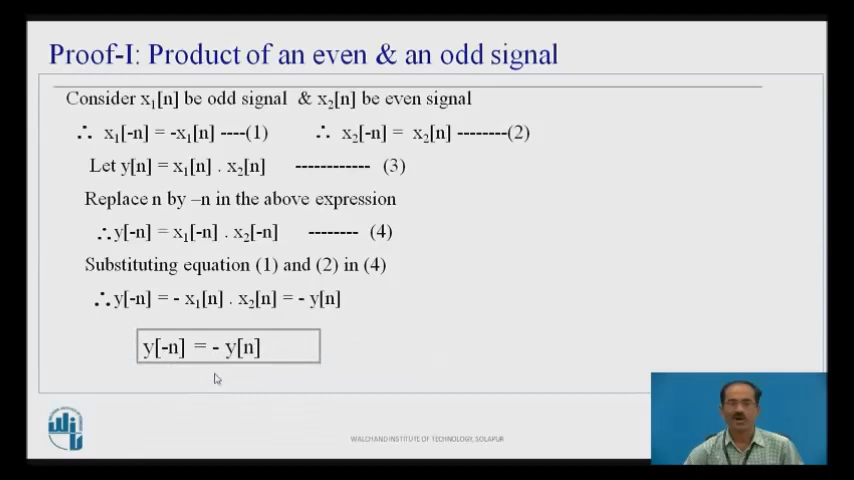 Proof-I: Product of an even & an odd signal
Consider x₁[n] be odd signal & x₂[n] be even signal
∴ x₁[-n] = -x₁[n] ----(1) ∴ x₂[-n] = x₂[n] --------(2)
Let y[n] = x₁[n] . x₂[n] ------------ (3)
Replace n by –n in the above expression
∴y[-n] = x₁[-n] . x₂[-n] -------- (4)
Substituting equation (1) and (2) in (4)
∴y[-n] = - x₁[n] . x₂[n] = - y[n]
y[-n] = - y[n]
WALCHAND INSTITUTE OF TECHNOLOGY, SOLAPUR